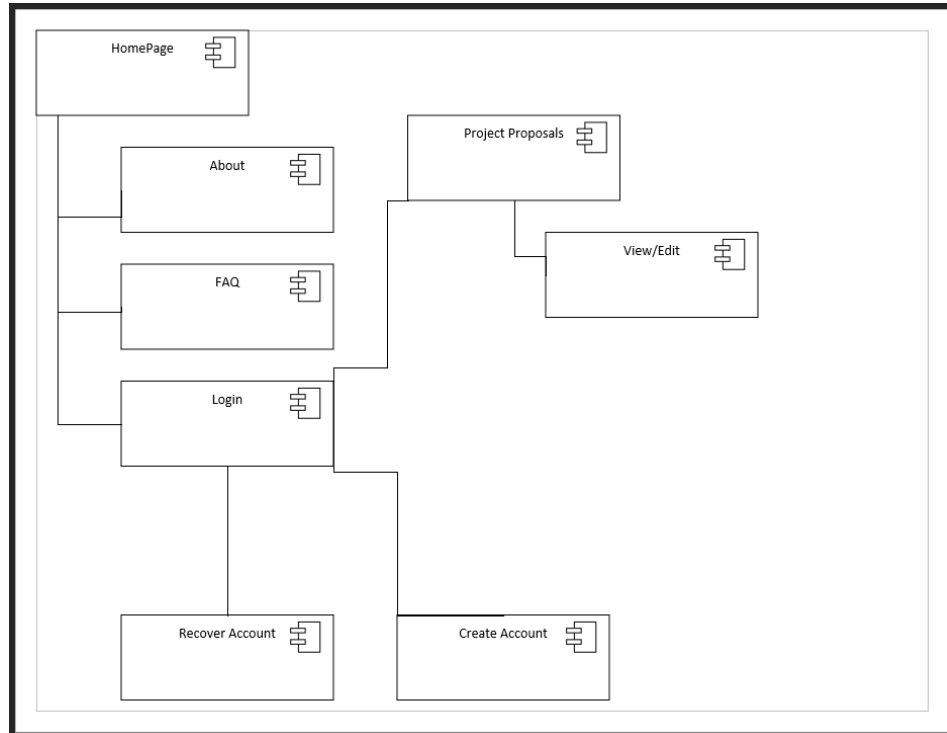 HomePage
Project Proposals
About
View/Edit
FAQ
Login
Recover Account
Create Account